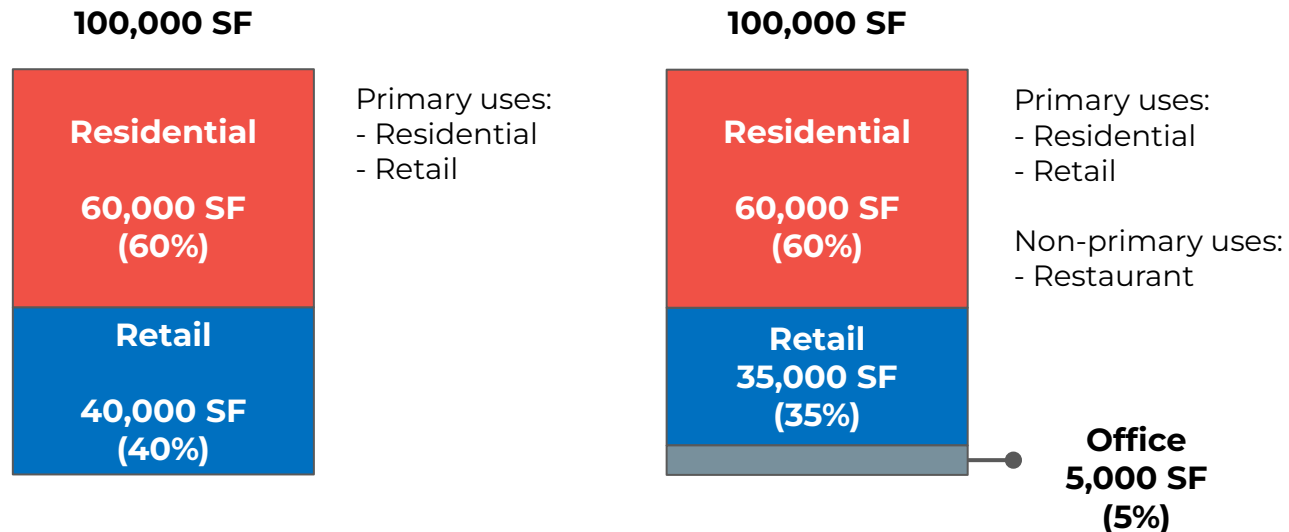 100,000 SF
Residential
60,000 SF
(60%)
Retail
40,000 SF
(40%)
Primary uses:
- Residential
- Retail
100,000 SF
Residential
60,000 SF
(60%)
Retail
35,000 SF
(35%)
Primary uses:
- Residential
- Retail
Non-primary uses:
- Restaurant
Office
5,000 SF
(5%)